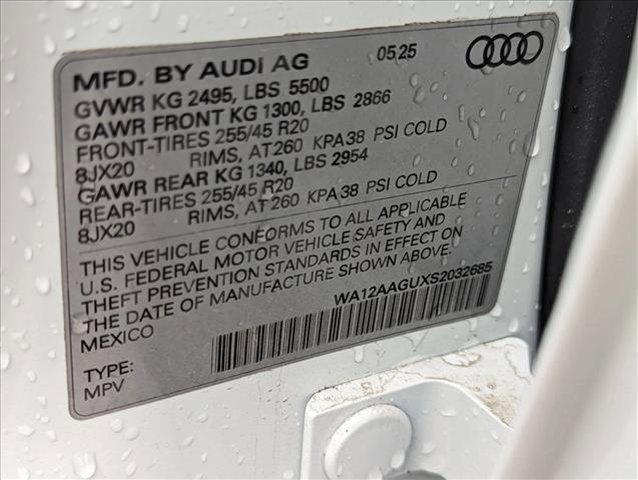 MFD. BY AUDI AG 05 25
GVWR KG 2495, LBS 5500
GAWR FRONT KG 1300, LBS 2866
FRONT-TIRES 255/45 R20
8JX20 RIMS, AT260 KPA38 PSI COLD
GAWR REAR KG 1340, LBS 2954
REAR-TIRES 255/45 R20
8JX20 RIMS, AT260 KPA38 PSI COLD
THIS VEHICLE CONFORMS TO ALL APPLICABLE
U.S. FEDERAL MOTOR VEHICLE SAFETY AND
THEFT PREVENTION STANDARDS IN EFFECT ON
THE DATE OF MANUFACTURE SHOWN ABOVE.
MEXICO WA12AAGUXS2032685
TYPE:
MPV